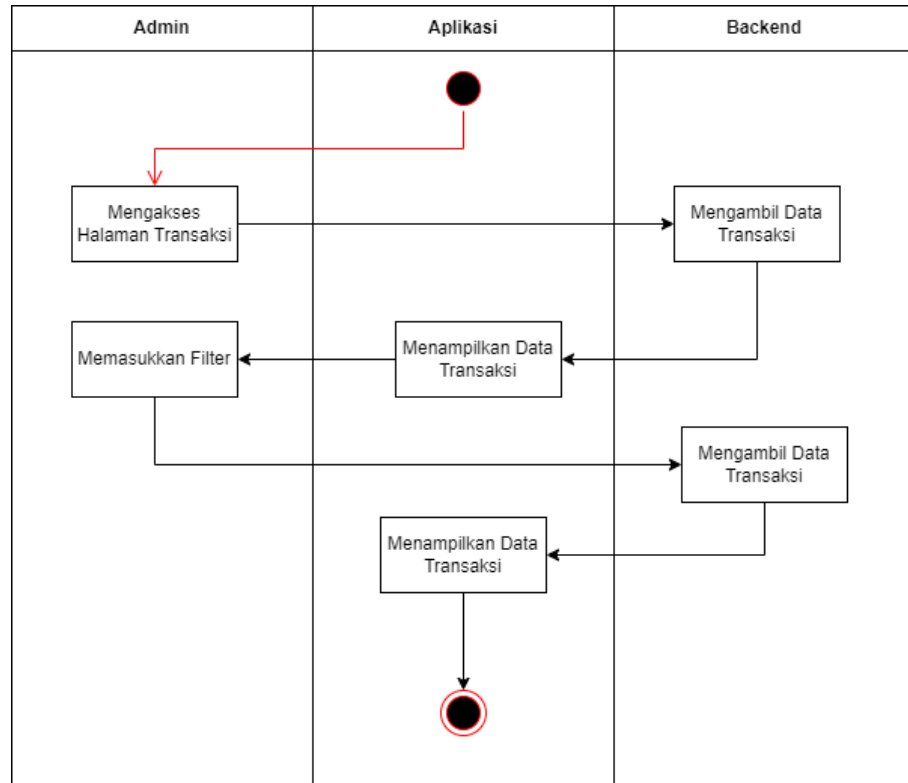 Admin
Aplikasi
Backend
Mengakses
Halaman Transaksi
Mengambil Data
Transaksi
Menampilkan Data
Transaksi
Memasukkan Filter
Mengambil Data
Transaksi
Menampilkan Data
Transaksi